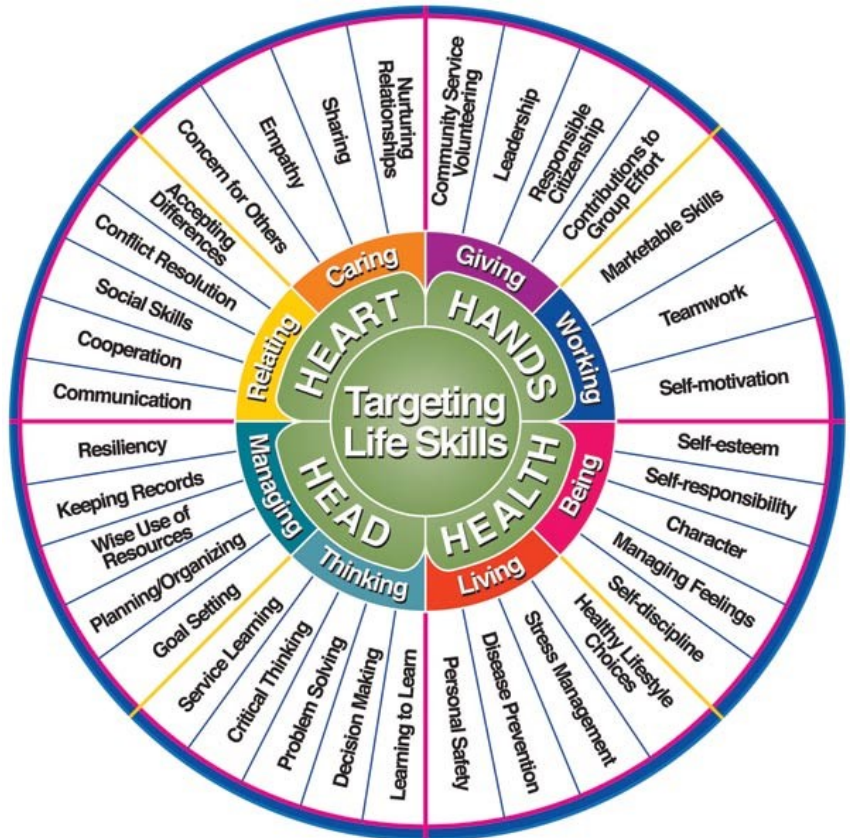 Targeting
Life Skills
HEART
HANDS
HEALTH
HEAD
Caring
Giving
Working
Being
Living
Thinking
Managing
Relating
Nurturing
Relationships
Sharing
Empathy
Concern for Others
Accepting
Differences
Conflict Resolution
Social Skills
Cooperation
Communication
Community Service
Volunteering
Leadership
Responsible
Citizenship
Contributions to
Group Effort
Marketable Skills
Teamwork
Self-motivation
Self-esteem
Self-responsibility
Character
Managing Feelings
Self-discipline
Healthy Lifestyle
Choices
Stress Management
Disease Prevention
Personal Safety
Learning to Learn
Decision Making
Problem Solving
Critical Thinking
Service Learning
Goal Setting
Planning/Organizing
Wise Use of
Resources
Keeping Records
Resiliency